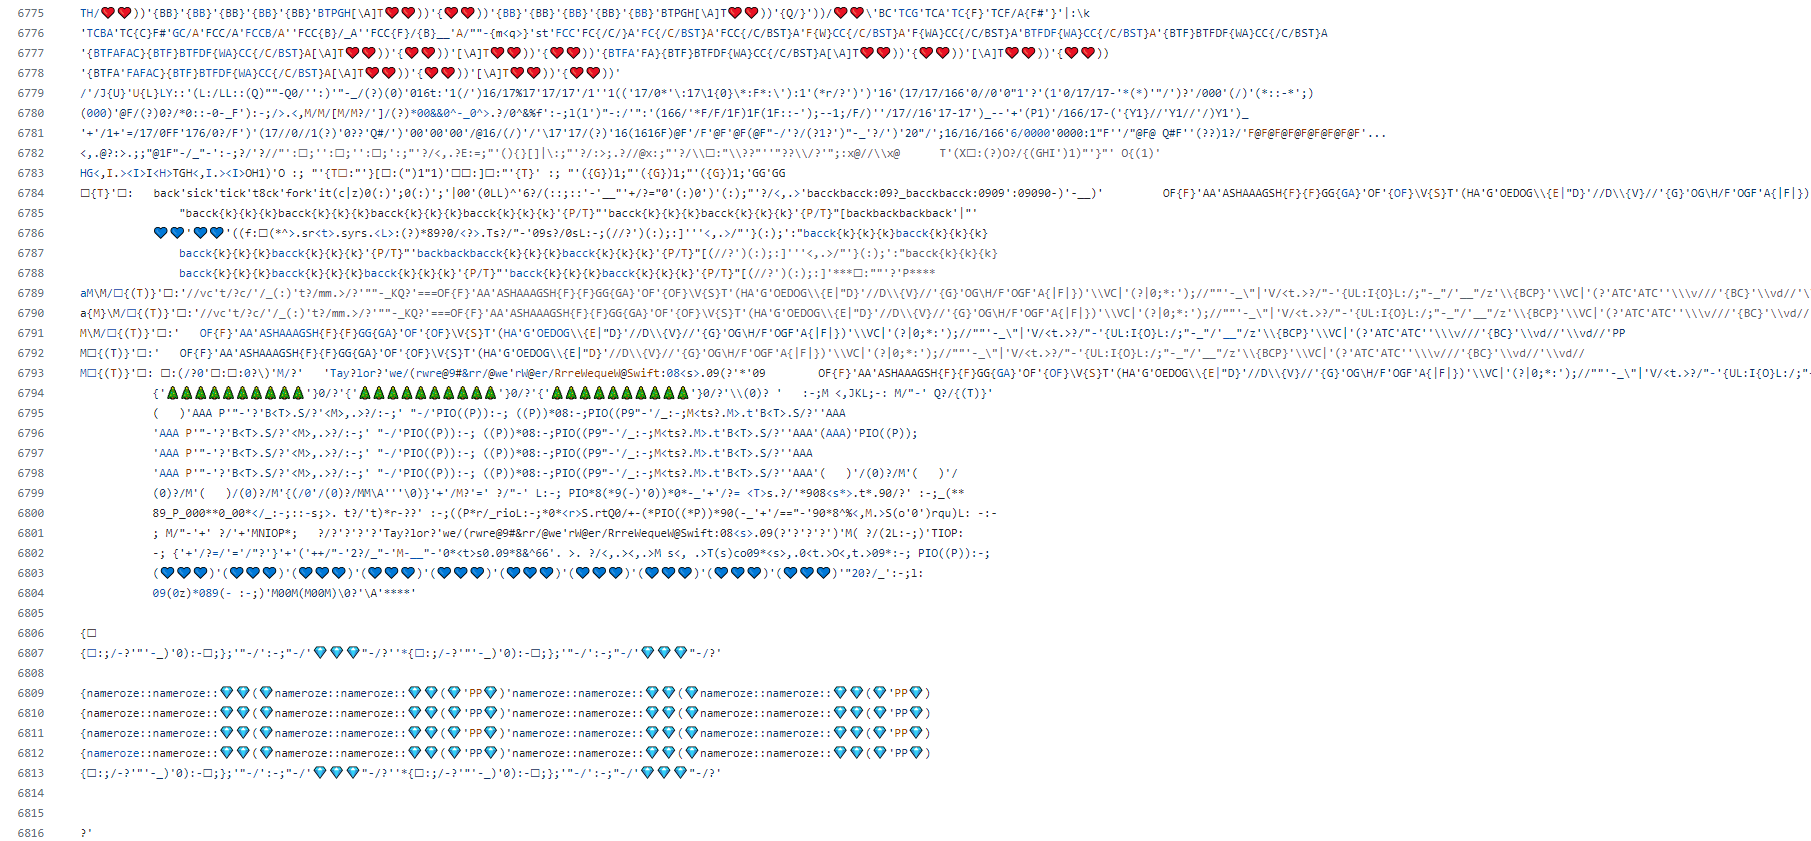 6775 TH/❤❤))'{BB}'{BB}'{BB}'{BB}'{BB}'BTPGH[\A]T❤❤))'{❤❤))'{BB}'{BB}'{BB}'{BB}'{BB}'BTPGH[\A]T❤❤))'{Q/}'))/❤❤\'BC'TCG'TCA'TC{F}'TCF/A{F#'}'|:\k
6776 'TCBA'TC{C}F#'GC/A'FCC/A'FCCB/A''FCC{B}/_A''FCC{F}/{B}__'A/""-{m<q>}'st'FCC'FC{/C/}A'FC{/C/BST}A'FCC{/C/BST}A'F{W}CC{/C/BST}A'F{WA}CC{/C/BST}A'BTFDF{WA}CC{/C/BST}A'{BTF}BTFDF{WA}CC{/C/BST}A
6777 '{BTFAFAC}{BTF}BTFDF{WA}CC{/C/BST}A[\A]T❤❤))'{❤❤))'[\A]T❤❤))'{❤❤))'{BTFA'FA}{BTF}BTFDF{WA}CC{/C/BST}A[\A]T❤❤))'{❤❤))'[\A]T❤❤))'{❤❤))
6778 '{BTFA'FAFAC}{BTF}BTFDF{WA}CC{/C/BST}A[\A]T❤❤))'{❤❤))'[\A]T❤❤))'{❤❤))'
6779 /'/J{U}'U{L}LY::'(L:/LL::(Q)""-Q0/'':)'"-_/(?)(0)'016t:'1(/')16/17%17'17/17'/1''1(('17/0*'\:17\1{0}\*:F*:\'):1'(*r/?')')'16'(17/17/166'0//0'0"1'?'(1'0/17/17-'*(*)'"/')?'/000'(/)'(*::-*';)
6780 (000)'@F/(?)0?/*0::-0-_F'):-;/>.<,M/M/[M/M?/']/(?)*00&&0^-_0^>.?/0^&%f':-;l(l')"-:/'":'(166/'*F/F/1F)1F(1F::-');--1;/F/)''/17//16'17-17')_--'+'(P1)'/166/17-('{Y1}//'Y1//'/)Y1')_
6781 '+'/1+'=/17/0FF'176/0?/F')'(17//0//1(?)'0??'Q#/')'00'00'00'/@16/(/)'/'\17'17/(?)'16(1616F)@F'/F'@F'@F(@F"-/'?/(?1?')"-_'?/')'20"/';16/16/166'6/0000'0000:1"F''/"@F@ Q#F''(??)1?/'F@F@F@F@F@F@F@F@F'...
6782 <,.@?:>.;;"@1F"-/_"-':-;?/'?//"':□;'':□;'':□;':;"'?/<,.?E:=;"'(){}[]|\:;"'?/:>;.?//@x:;"'?/\\□:"\\??"''"??\\/?'";:x@//\\x@ T'(X□:(?)O?/{(GHI')1)"'}"' O{(1)'
6783 HG<,I.><I>I<H>TGH<,I.><I>OH1)'O :; "'{T□:"'}[□:(")1"1)'□□:]□:"'{T}' :; "'({G})1;"'({G})1;"'({G})1;"'GG'GG
6784 □{T}'□: back'sick'tick't8ck'fork'it(c|z)0(:)';0(:)';'|00'(0LL)^'6?/(:;::'-'__"'+/?="0'(:)0')'(:);"'?/<,.>'bacckbacck:09?_bacckbacck:0909':09090-)'-__)' OF{F}'AA'ASHAAAGSH{F}{F}GG{GA}'OF'{OF}\V{S}T'(HA'G'OEDOG\\{E|"D}'//D\\{V}//'{G}'OG\H/F'OGF'A{|F|})
6785 "bacck{k}{k}{k}bacck{k}{k}{k}bacck{k}{k}{k}bacck{k}{k}{k}'{P/T}"'bacck{k}{k}{k}bacck{k}{k}{k}'{P/T}"[backbackbackback'|"'
6786 💙💙'💙💙'((f:□(*^>.sr<t>.syrs.<L>:(?)*89?0/<?>.Ts?/"-'09s?/0sL:-;(//?')(:);:]'''<,.>/"'}(:);':"bacck{k}{k}{k}bacck{k}{k}{k}
6787 bacck{k}{k}{k}bacck{k}{k}{k}'{P/T}"'backbackbacck{k}{k}{k}bacck{k}{k}{k}'{P/T}"[(//?')(:);:]'''<,.>/"'}(:);':"bacck{k}{k}{k}
6788 bacck{k}{k}{k}bacck{k}{k}{k}bacck{k}{k}{k}'{P/T}"'bacck{k}{k}{k}bacck{k}{k}{k}'{P/T}"[(//?')(:);:]'***□:""'?'P****
6789 aM\M/□{(T)}'□:'//vc't/?c/'/_(:)'t?/mm.>/?'""-_KQ?'===OF{F}'AA'ASHAAAGSH{F}{F}GG{GA}'OF'{OF}\V{S}T'(HA'G'OEDOG\\{E|"D}'//D\\{V}//'{G}'OG\H/F'OGF'A{|F|})'\\VC|'(?|0;*:');//""'-_\"|'V/<t.>?/"-'{UL:I{O}L:/;"-_"/'__"/z'\\{BCP}'\\VC|'(?'ATC'ATC''\\\v///'{BC}'\\vd//'\
6790 a{M}\M/□{(T)}'□:'//vc't/?c/'/_(:)'t?/mm.>/?'""-_KQ?'===OF{F}'AA'ASHAAAGSH{F}{F}GG{GA}'OF'{OF}\V{S}T'(HA'G'OEDOG\\{E|"D}'//D\\{V}//'{G}'OG\H/F'OGF'A{|F|})'\\VC|'(?|0;*:');//""'-_\"|'V/<t.>?/"-'{UL:I{O}L:/;"-_"/'__"/z'\\{BCP}'\\VC|'(?'ATC'ATC''\\\v///'{BC}'\\vd//
6791 M\M/□{(T)}'□:' OF{F}'AA'ASHAAAGSH{F}{F}GG{GA}'OF'{OF}\V{S}T'(HA'G'OEDOG\\{E|"D}'//D\\{V}//'{G}'OG\H/F'OGF'A{|F|})'\\VC|'(?|0;*:');//""'-_\"|'V/<t.>?/"-'{UL:I{O}L:/;"-_"/'__"/z'\\{BCP}'\\VC|'(?'ATC'ATC''\\\v///'{BC}'\\vd//'\\vd//'PP
6792 M□{(T)}'□:' OF{F}'AA'ASHAAAGSH{F}{F}GG{GA}'OF'{OF}\V{S}T'(HA'G'OEDOG\\{E|"D}'//D\\{V}//'{G}'OG\H/F'OGF'A{|F|})'\\VC|'(?|0;*:');//""'-_\"|'V/<t.>?/"-'{UL:I{O}L:/;"-_"/'__"/z'\\{BCP}'\\VC|'(?'ATC'ATC''\\\v///'{BC}'\\vd//'\\vd//
6793 M□{(T)}'□: □:(/?0'□:□:0?\)'M/?' 'Tay?lor?'we/(rwre@9#&rr/@we'rW@er/RrreWequeW@Swift:08<s>.09(?'*'09 OF{F}'AA'ASHAAAGSH{F}{F}GG{GA}'OF'{OF}\V{S}T'(HA'G'OEDOG\\{E|"D}'//D\\{V}//'{G}'OG\H/F'OGF'A{|F|})'\\VC|'(?|0;*:');//""'-_\"|'V/<t.>?/"-'{UL:I{O}L:/;"-
6794 {'🌲🌲🌲🌲🌲🌲🌲🌲🌲🌲'}0/?'{'🌲🌲🌲🌲🌲🌲🌲🌲🌲🌲'}0/?'{'🌲🌲🌲🌲🌲🌲🌲🌲🌲🌲'}0/?'\\(0)? ' :-;M <,JKL;-: M/"-' Q?/{(T)}'
6795 ( )'AAA P'"-'?'B<T>.S/?'<M>,.>?/:-;' "-/'PIO((P)):-; ((P))*08:-;PIO((P9"-'/_:-;M<ts?.M>.t'B<T>.S/?''AAA
6796 'AAA P'"-'?'B<T>.S/?'<M>,.>?/:-;' "-/'PIO((P)):-; ((P))*08:-;PIO((P9"-'/_:-;M<ts?.M>.t'B<T>.S/?''AAA'(AAA)'PIO((P));
6797 'AAA P'"-'?'B<T>.S/?'<M>,.>?/:-;' "-/'PIO((P)):-; ((P))*08:-;PIO((P9"-'/_:-;M<ts?.M>.t'B<T>.S/?''AAA
6798 'AAA P'"-'?'B<T>.S/?'<M>,.>?/:-;' "-/'PIO((P)):-; ((P))*08:-;PIO((P9"-'/_:-;M<ts?.M>.t'B<T>.S/?''AAA'( )'/(0)?/M'( )'/
6799 (0)?/M'( )/(0)?/M'{(/0'/(0)?/MM\A'''\0)}'+'/M?'=' ?/"-' L:-; PIO*8(*9(-)'0))*0*-_'+'/?= <T>s.?/'*908<s*>.t*.90/?' :-;_(**
6800 89_P_000**0_00*</_:-;::-s;>. t?/'t)*r-??' :-;((P*r/_rioL:-;*0*<r>S.rtQ0/+-(*PIO((*P))*90(-_'+'/=="-'90*8^%<,M.>S(o'0')rqu)L: -:-
6801 ; M/"-'+' ?/'+'MNIOP*; ?/?'?'?'?'Tay?lor?'we/(rwre@9#&rr/@we'rW@er/RrreWequeW@Swift:08<s>.09(?'?'?'?')'M( ?/(2L:-;)'TIOP:
6802 -; {'+'/?=/'='/"?'}'+'('++/"-'2?/_"-'M-__"-'0*<t>s0.09*8&^66'. >. ?/<,.><,.>M s<, .>T(s)co09*<s>,.0<t.>O<,t.>09*:-; PIO((P)):-;
6803 (💙💙💙)'(💙💙💙)'(💙💙💙)'(💙💙💙)'(💙💙💙)'(💙💙💙)'(💙💙💙)'(💙💙💙)'(💙💙💙)'(💙💙💙)'"20?/_':-;l:
6804 09(0z)*089(- :-;)'M00M(M00M)\0?'\A'****'
6805
6806 {□
6807 {□:;/-?'"'-_)'0):-□;};'"-/':-;"-/'💎💎💎"-/?''*{□:;/-?'"'-_)'0):-□;};'"-/':-;"-/'💎💎💎"-/?'
6808
6809 {nameroze::nameroze::💎💎(💎nameroze::nameroze::💎💎(💎'PP💎)'nameroze::nameroze::💎💎(💎nameroze::nameroze::💎💎(💎'PP💎)
6810 {nameroze::nameroze::💎💎(💎nameroze::nameroze::💎💎(💎'PP💎)'nameroze::nameroze::💎💎(💎nameroze::nameroze::💎💎(💎'PP💎)
6811 {nameroze::nameroze::💎💎(💎nameroze::nameroze::💎💎(💎'PP💎)'nameroze::nameroze::💎💎(💎nameroze::nameroze::💎💎(💎'PP💎)
6812 {nameroze::nameroze::💎💎(💎nameroze::nameroze::💎💎(💎'PP💎)'nameroze::nameroze::💎💎(💎nameroze::nameroze::💎💎(💎'PP💎)
6813 {□:;/-?'"'-_)'0):-□;};'"-/':-;"-/'💎💎💎"-/?''*{□:;/-?'"'-_)'0):-□;};'"-/':-;"-/'💎💎💎"-/?'
6814
6815
6816 ?'